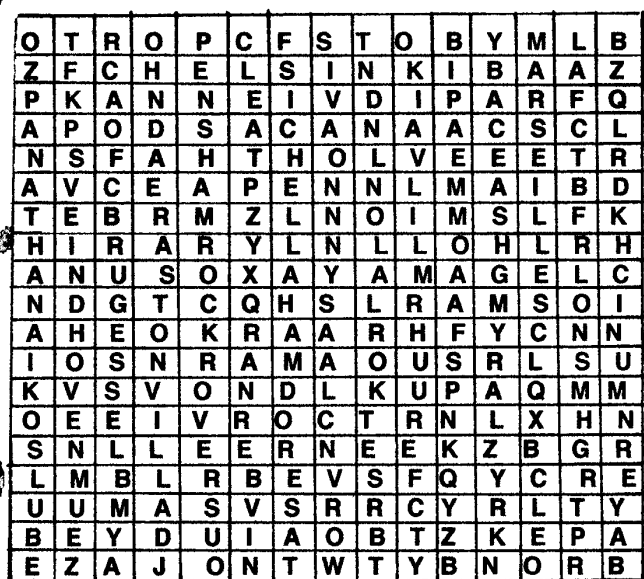 O T R O P C F S T O B Y M L B
Z F C H E L S I N K I B A A Z
P K A N N E I V D I P A R F Q
A P O D S A C A N A A C S C L
N S F A H T H O L V E E E T R
A V C E A P E N N L M A I B D
T E B R M Z L N O I M S L F K
H I R A R Y L N L L O H L R H
A N U S O X A Y A M A G E L C
N D G T C Q H S L R A M S O I
A H E O K R A A R H F Y C N N
I O S N R A M A O U S R L S U
K V S V O N D L K U P A Q M M
O E E I V R O C T R N L X H N
S N L L E E R N E E K Z B G R
L M B L R B E V S F Q Y C R E
U U M A S V S R R C Y R L T Y
B E Y D U I A O B T Z K E P A
E Z A J O N T W T Y B N O R B